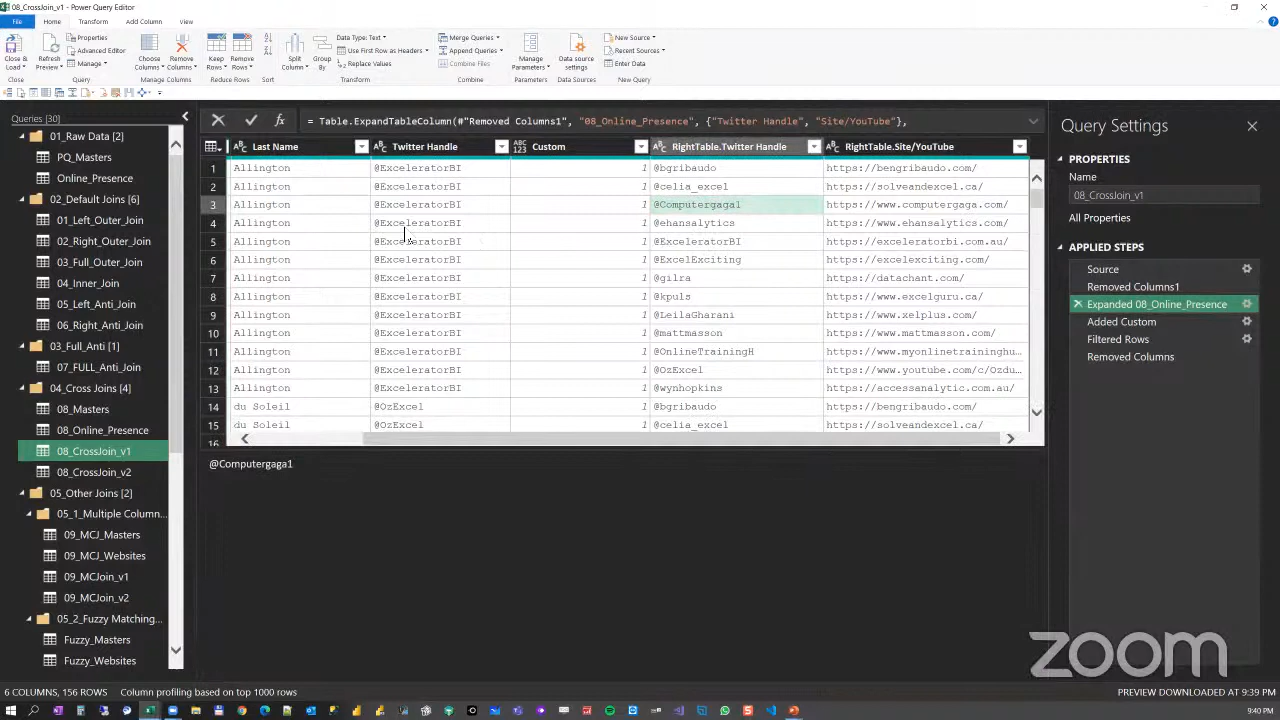 08_CrossJoin_v1 - Power Query Editor
File Home Transform Add Column View
Close & Load
Close
Refresh Preview
Properties
Advanced Editor
Manage
Query
Choose Columns
Remove Columns
Manage Columns
Keep Rows
Remove Rows
Reduce Rows
Sort
Split Column
Group By
Data Type: Text
Use First Row as Headers
Replace Values
Transform
Merge Queries
Append Queries
Combine Files
Combine
Manage Parameters
Parameters
Data source settings
Data Sources
New Source
Recent Sources
Enter Data
New Query
Queries [30]
01_Raw Data [2]
PQ_Masters
Online_Presence
02_Default Joins [6]
01_Left_Outer_Join
02_Right_Outer_Join
03_Full_Outer_Join
04_Inner_Join
05_Left_Anti_Join
06_Right_Anti_Join
03_Full_Anti [1]
07_FULL_Anti_Join
04_Cross Joins [4]
08_Masters
08_Online_Presence
08_CrossJoin_v1
08_CrossJoin_v2
05_Other Joins [2]
05_1_Multiple Column...
09_MCJ_Masters
09_MCJ_Websites
09_MCJoin_v1
09_MCJoin_v2
05_2_Fuzzy Matching...
Fuzzy_Masters
Fuzzy_Websites
fx = Table.ExpandTableColumn(#"Removed Columns1", "08_Online_Presence", {"Twitter Handle", "Site/YouTube"},
Last Name Twitter Handle Custom RightTable.Twitter Handle RightTable.Site/YouTube
1 Allington @ExceleratorBI 1 @bgribaudo https://bengribaudo.com/
2 Allington @ExceleratorBI 1 @celia_excel https://solveandexcel.ca/
3 Allington @ExceleratorBI 1 @Computergaga1 https://www.computergaga.com/
4 Allington @ExceleratorBI 1 @ehansalytics https://www.ehansalytics.com/
5 Allington @ExceleratorBI 1 @ExceleratorBI https://exceleratorbi.com.au/
6 Allington @ExceleratorBI 1 @ExcelExciting https://excelexciting.com/
7 Allington @ExceleratorBI 1 @gilra https://datachant.com/
8 Allington @ExceleratorBI 1 @kpuls https://www.excelguru.ca/
9 Allington @ExceleratorBI 1 @LeilaGharani https://www.xelplus.com/
10 Allington @ExceleratorBI 1 @mattmasson https://www.mattmasson.com/
11 Allington @ExceleratorBI 1 @OnlineTrainingH https://www.myonlinetraininghu...
12 Allington @ExceleratorBI 1 @OzExcel https://www.youtube.com/c/Ozdu...
13 Allington @ExceleratorBI 1 @wynhopkins https://accessanalytic.com.au/
14 du Soleil @OzExcel 1 @bgribaudo https://bengribaudo.com/
15 du Soleil @OzExcel 1 @celia_excel https://solveandexcel.ca/
16
@Computergaga1
Query Settings
PROPERTIES
Name
08_CrossJoin_v1
All Properties
APPLIED STEPS
Source
Removed Columns1
Expanded 08_Online_Presence
Added Custom
Filtered Rows
Removed Columns
zoom
6 COLUMNS, 156 ROWS Column profiling based on top 1000 rows PREVIEW DOWNLOADED AT 9:39 PM
9:40 PM